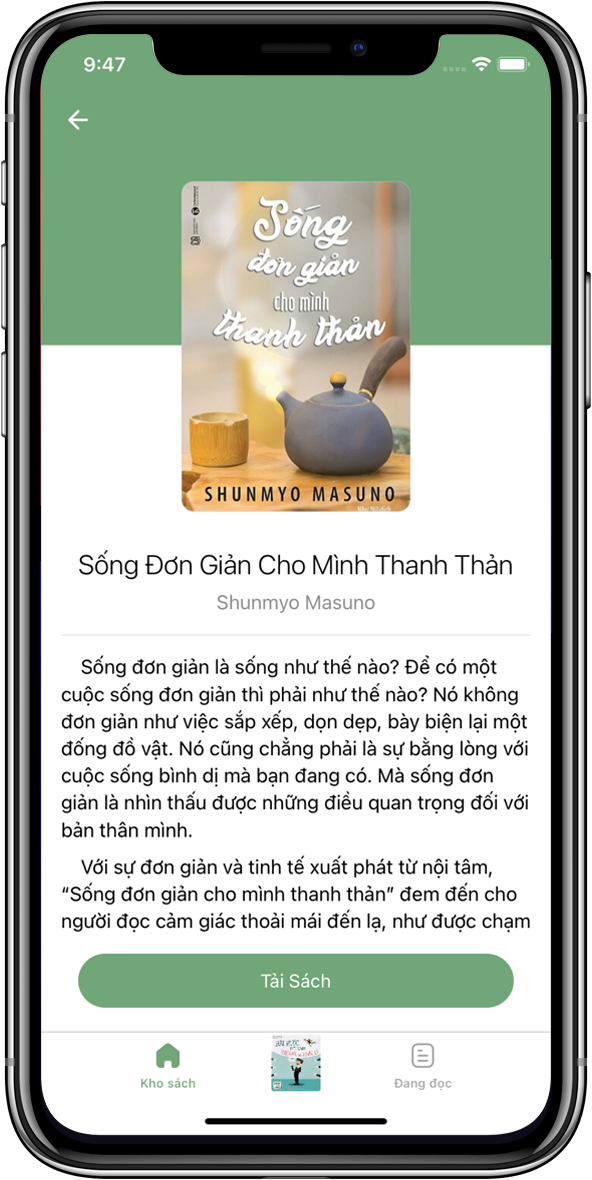 9:47
Sống
đơn giản
cho mình
thanh thản
SHUNMYO MASUNO
Sống Đơn Giản Cho Mình Thanh Thản
Shunmyo Masuno
Sống đơn giản là sống như thế nào? Để có một
cuộc sống đơn giản thì phải như thế nào? Nó không
đơn giản như việc sắp xếp, dọn dẹp, bày biện lại một
đống đồ vật. Nó cũng chẳng phải là sự bằng lòng với
cuộc sống bình dị mà bạn đang có. Mà sống đơn
giản là nhìn thấu được những điều quan trọng đối với
bản thân mình.
Với sự đơn giản và tinh tế xuất phát từ nội tâm,
“Sống đơn giản cho mình thanh thản” đem đến cho
người đọc cảm giác thoải mái đến lạ, như được chạm
Tải Sách
Kho sách
Đang đọc